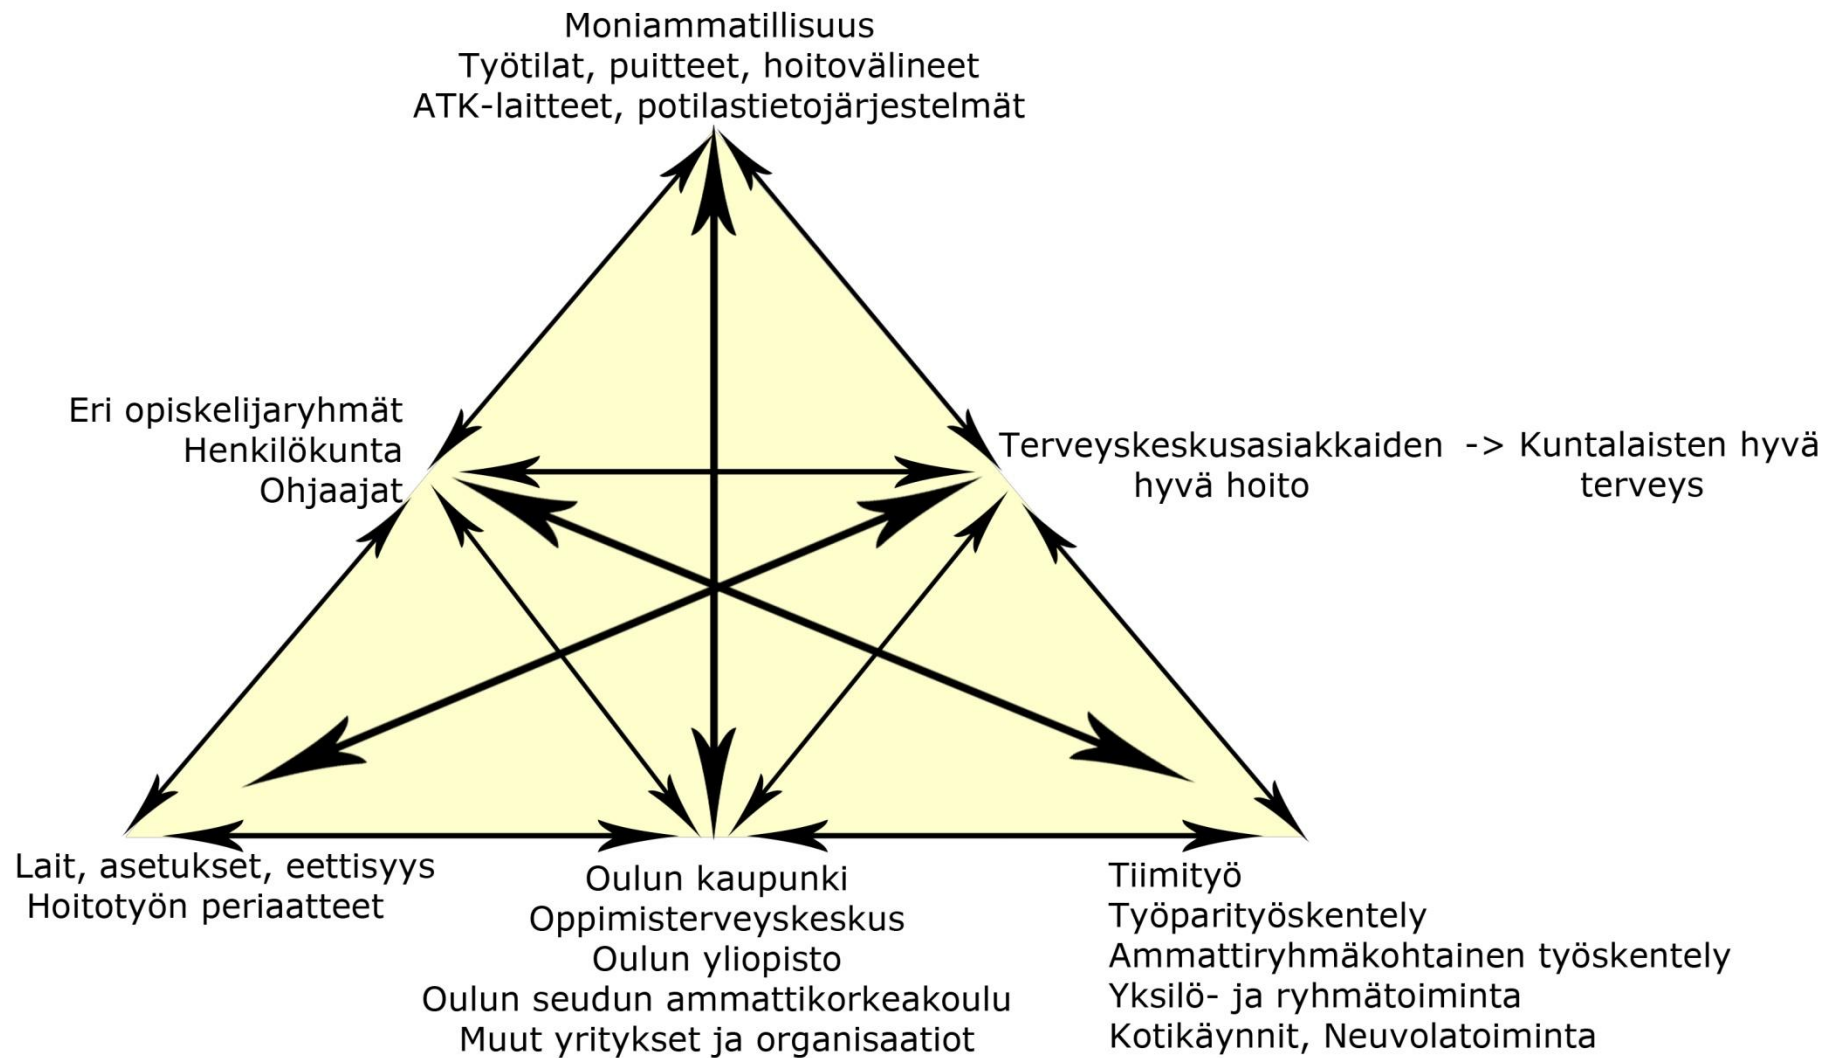 Moniammatillisuus
Työtilat, puitteet, hoitovälineet
ATK-laitteet, potilastietojärjestelmät
Eri opiskelijaryhmät
Henkilökunta
Ohjaajat
Terveyskeskusasiakkaiden -> Kuntalaisten hyvä
hyvä hoito terveys
Lait, asetukset, eettisyys
Hoitotyön periaatteet
Oulun kaupunki
Oppimisterveyskeskus
Oulun yliopisto
Oulun seudun ammattikorkeakoulu
Muut yritykset ja organisaatiot
Tiimityö
Työparityöskentely
Ammattiryhmäkohtainen työskentely
Yksilö- ja ryhmätoiminta
Kotikäynnit, Neuvolatoiminta